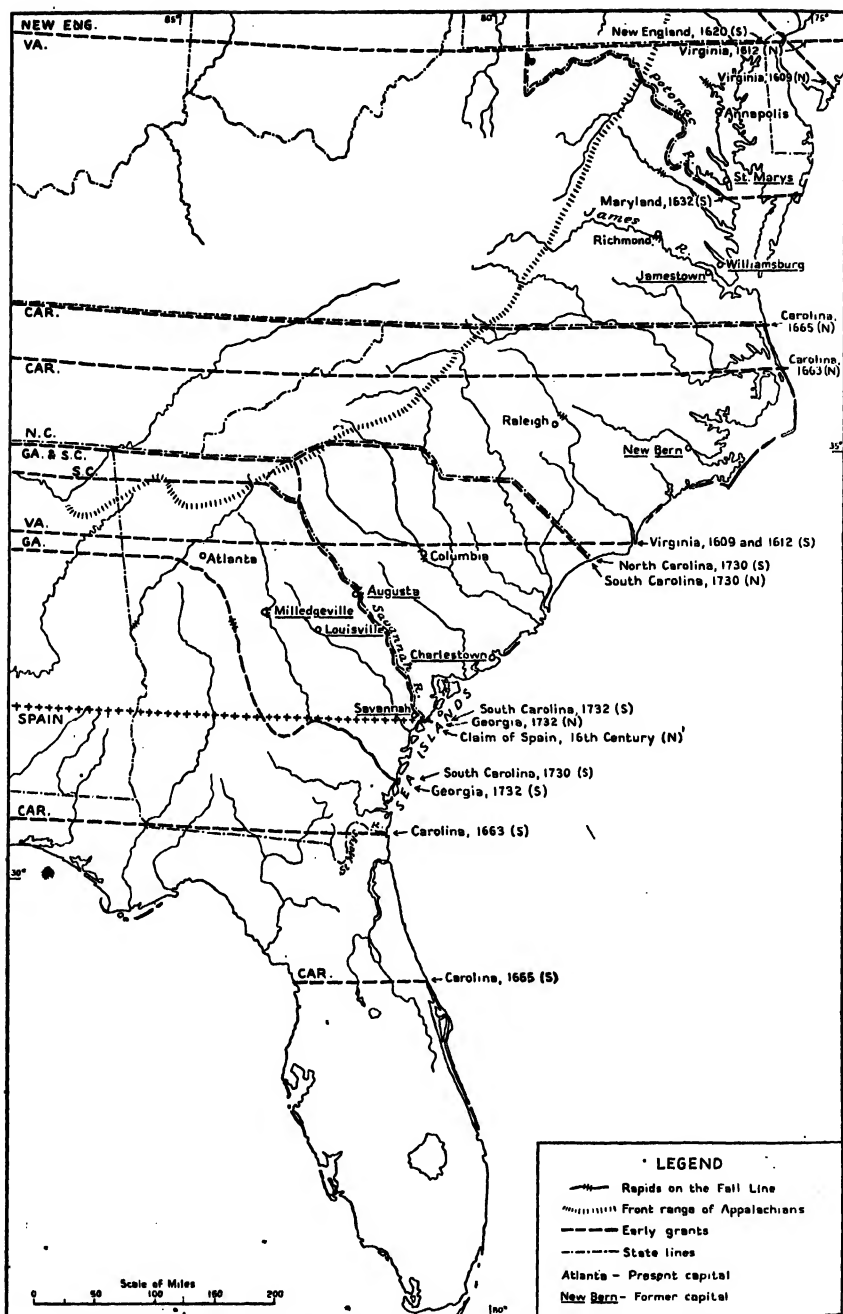 85°
80
75°
NEW ENG.
VA.
New England, 1620 (S)
Virginia, 1612 (N)
Virginia, 1609 (N)
Potomac R.
Annapolis
St. Marys
Maryland, 1632 (S)
James R.
Richmond
Williamsburg
Jamestown
CAR.
Carolina, 1665 (N)
CAR.
Carolina, 1663 (N)
Raleigh
N.C.
GA. & S.C.
S.C.
New Bern
35°
VA.
GA.
Virginia, 1609 and 1612 (S)
Atlanta
Columbia
North Carolina, 1730 (S)
South Carolina, 1730 (N)
Augusta
Milledgeville
Louisville
Savannah R.
Charlestown
SPAIN
Savannah
SEA ISLANDS
South Carolina, 1732 (S)
Georgia, 1732 (N)
Claim of Spain, 16th Century (N)
South Carolina, 1730 (S)
Georgia, 1732 (S)
CAR.
St. Marys R.
Carolina, 1663 (S)
30°
CAR.
Carolina, 1665 (S)
LEGEND
Rapids on the Fall Line
Front range of Appalachians
Early grants
State lines
Atlanta - Present capital
New Bern - Former capital
Scale of Miles
0 50 100 150 200
80°